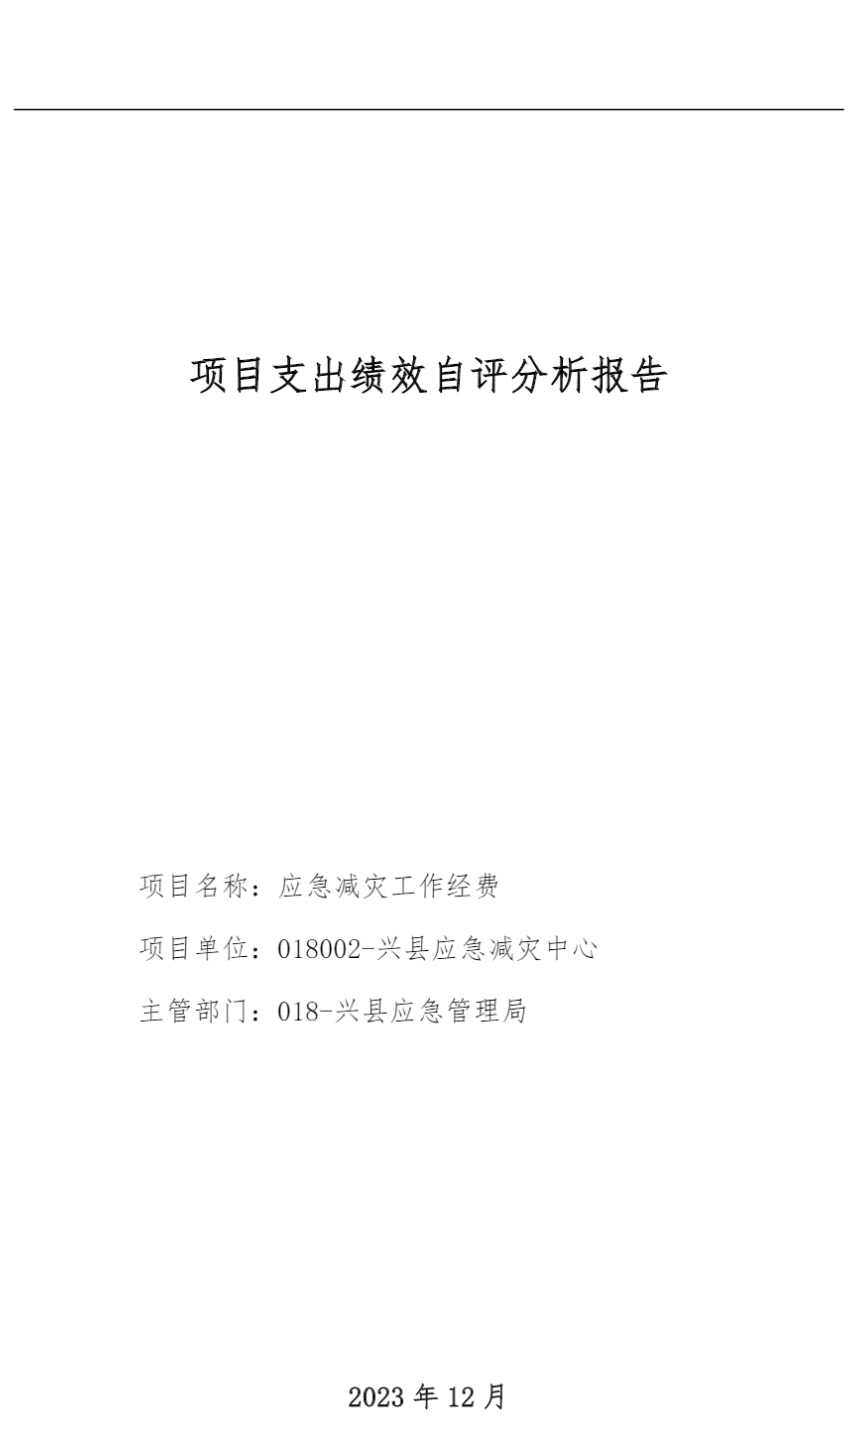 项目支出绩效自评分析报告
项目名称：应急减灾工作经费
项目单位：018002-兴县应急减灾中心
主管部门：018-兴县应急管理局
2023 年 12 月